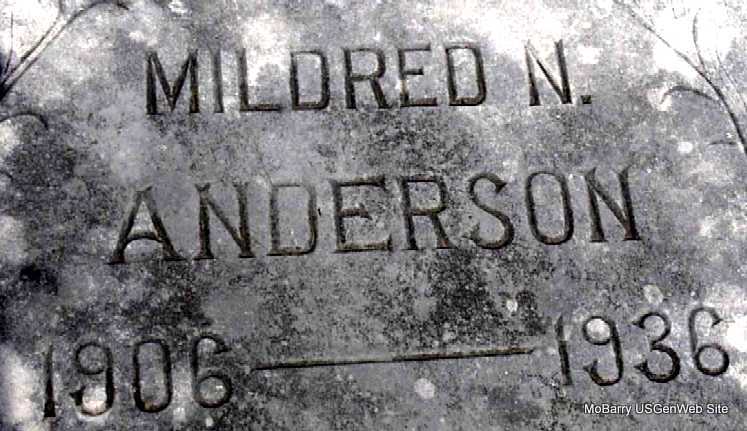 MILDRED N.
ANDERSON
1906 — 1936
MoBarry USGenWeb Site